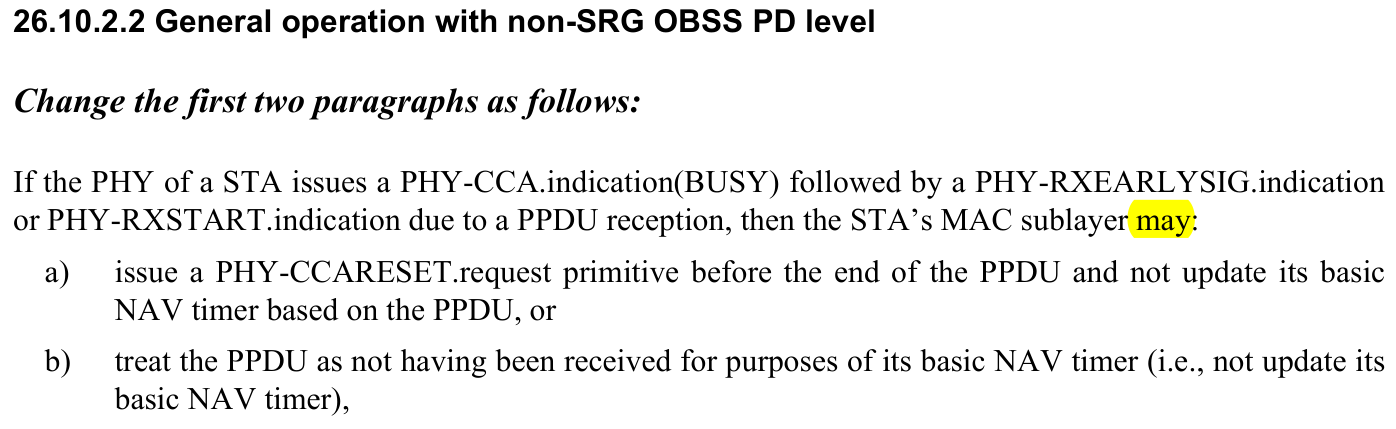 26.10.2.2 General operation with non-SRG OBSS PD level
Change the first two paragraphs as follows:
If the PHY of a STA issues a PHY-CCA.indication(BUSY) followed by a PHY-RXEARLYSIG.indication
or PHY-RXSTART.indication due to a PPDU reception, then the STA’s MAC sublayer may:
a) issue a PHY-CCARESET.request primitive before the end of the PPDU and not update its basic
NAV timer based on the PPDU, or
b) treat the PPDU as not having been received for purposes of its basic NAV timer (i.e., not update its
basic NAV timer),